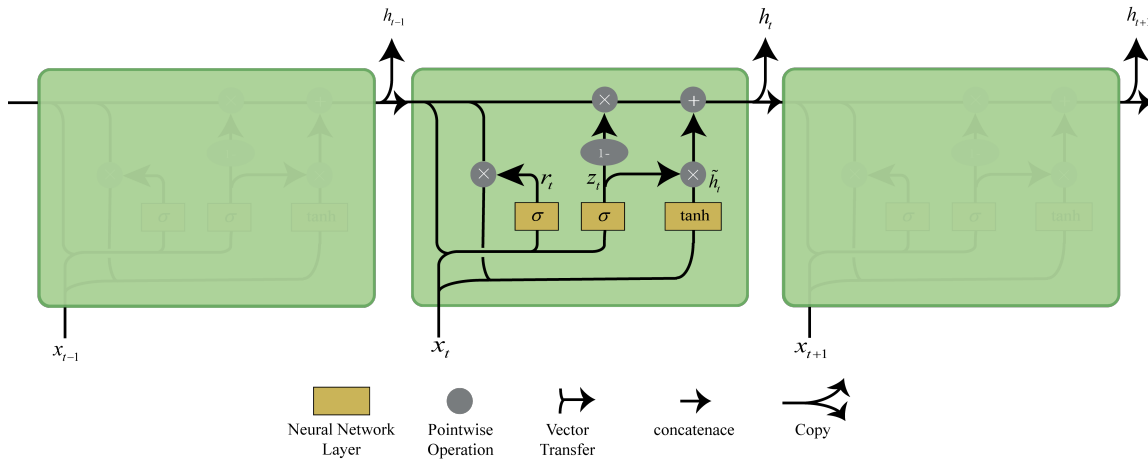 h_{t-1} h_t h_{t+1}
× +
1-
× r_t z_t × h̃_t
σ σ tanh
σ σ tanh
σ σ tanh
x_{t-1} x_t x_{t+1}
Neural Network Layer
Pointwise Operation
Vector Transfer
concatenace
Copy